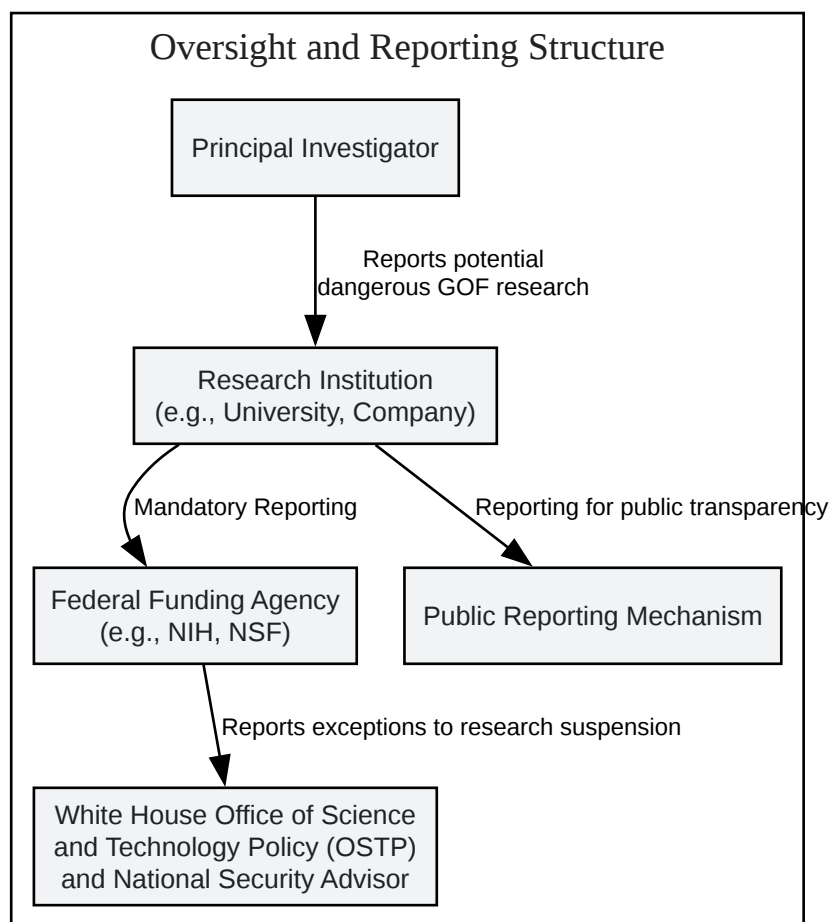 Oversight and Reporting Structure
Principal Investigator
Reports potential
dangerous GOF research
Research Institution
(e.g., University, Company)
Mandatory Reporting
Reporting for public transparency
Federal Funding Agency
(e.g., NIH, NSF)
Public Reporting Mechanism
Reports exceptions to research suspension
White House Office of Science
and Technology Policy (OSTP)
and National Security Advisor